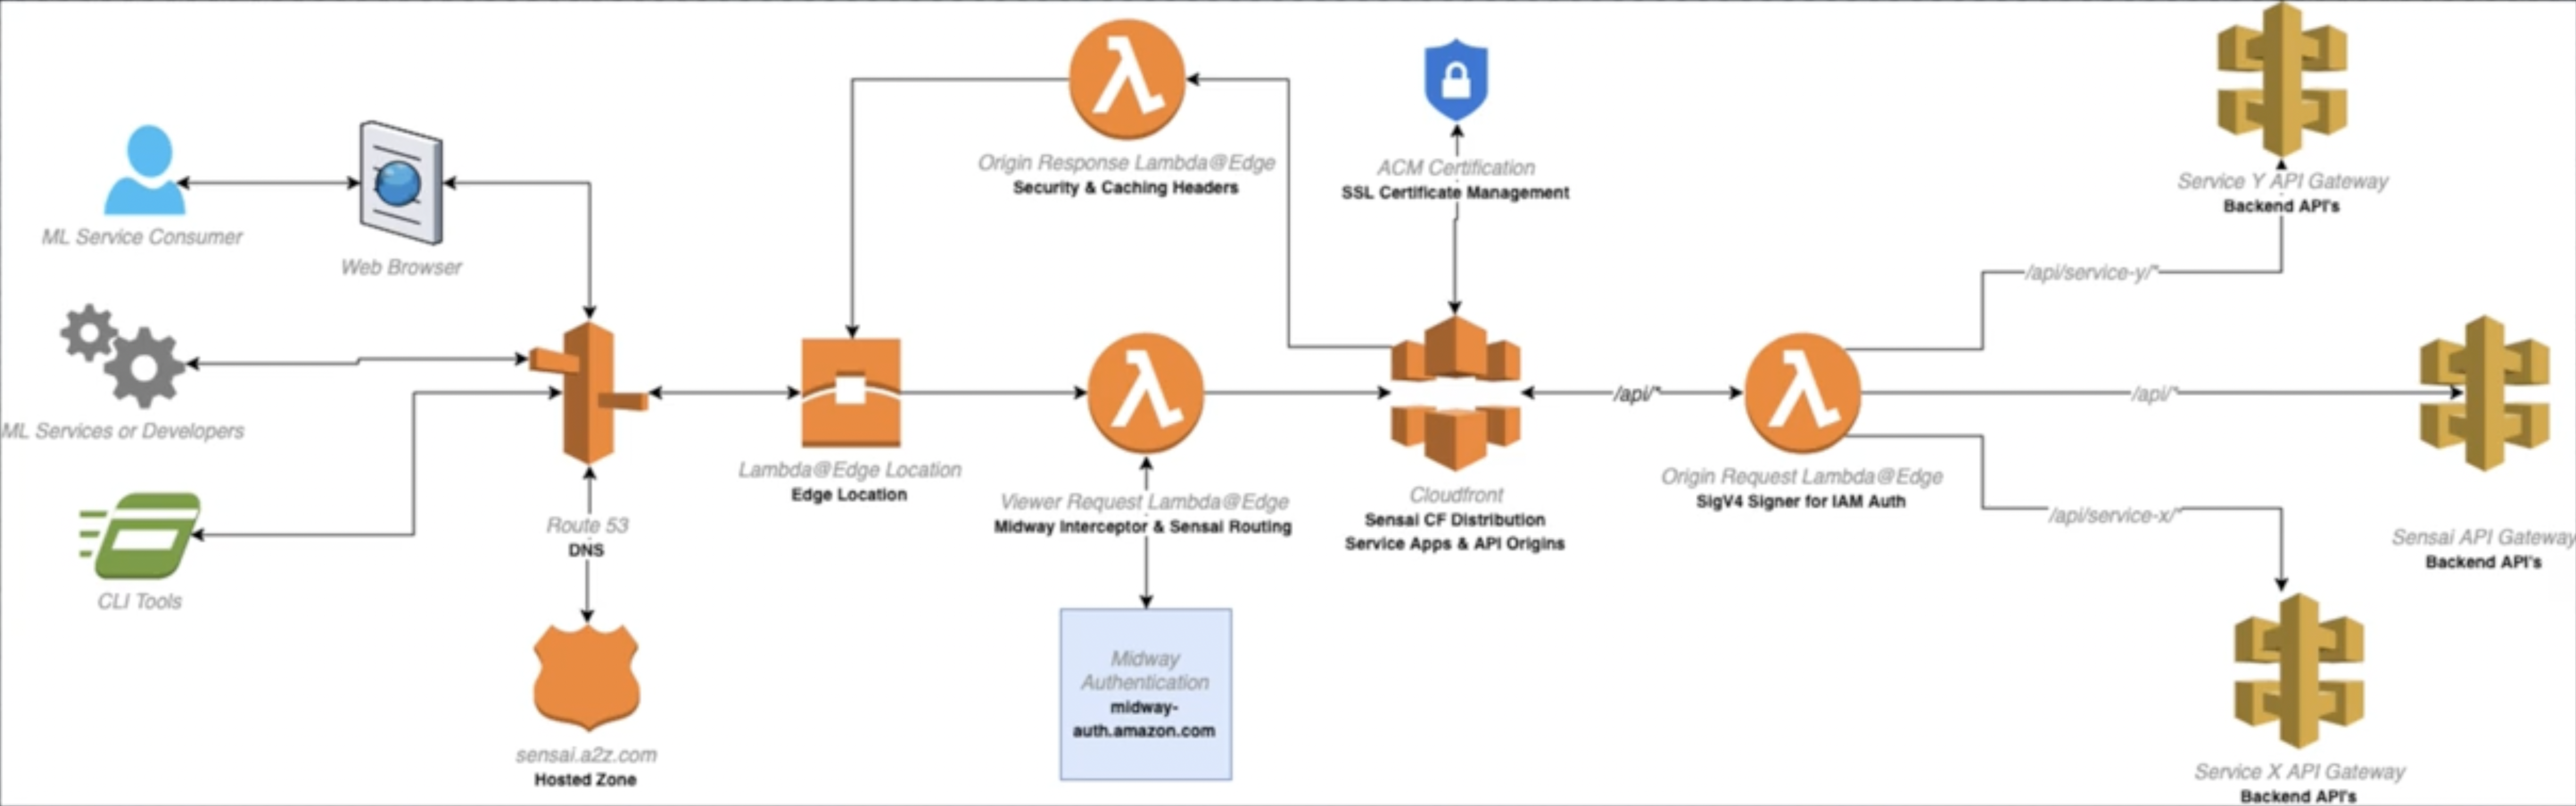 Origin Response Lambda@Edge
Security & Caching Headers
ACM Certification
SSL Certificate Management
Service Y API Gateway
Backend API's
ML Service Consumer
Web Browser
/api/service-y/*
ML Services or Developers
/api/*
/api/*
Lambda@Edge Location
Edge Location
Viewer Request Lambda@Edge
Midway Interceptor & Sensai Routing
Cloudfront
Sensai CF Distribution
Service Apps & API Origins
Origin Request Lambda@Edge
SigV4 Signer for IAM Auth
/api/service-x/*
Route 53
DNS
Sensai API Gateway
Backend API's
CLI Tools
Midway
Authentication
midway-
auth.amazon.com
sensai.a2z.com
Hosted Zone
Service X API Gateway
Backend API's